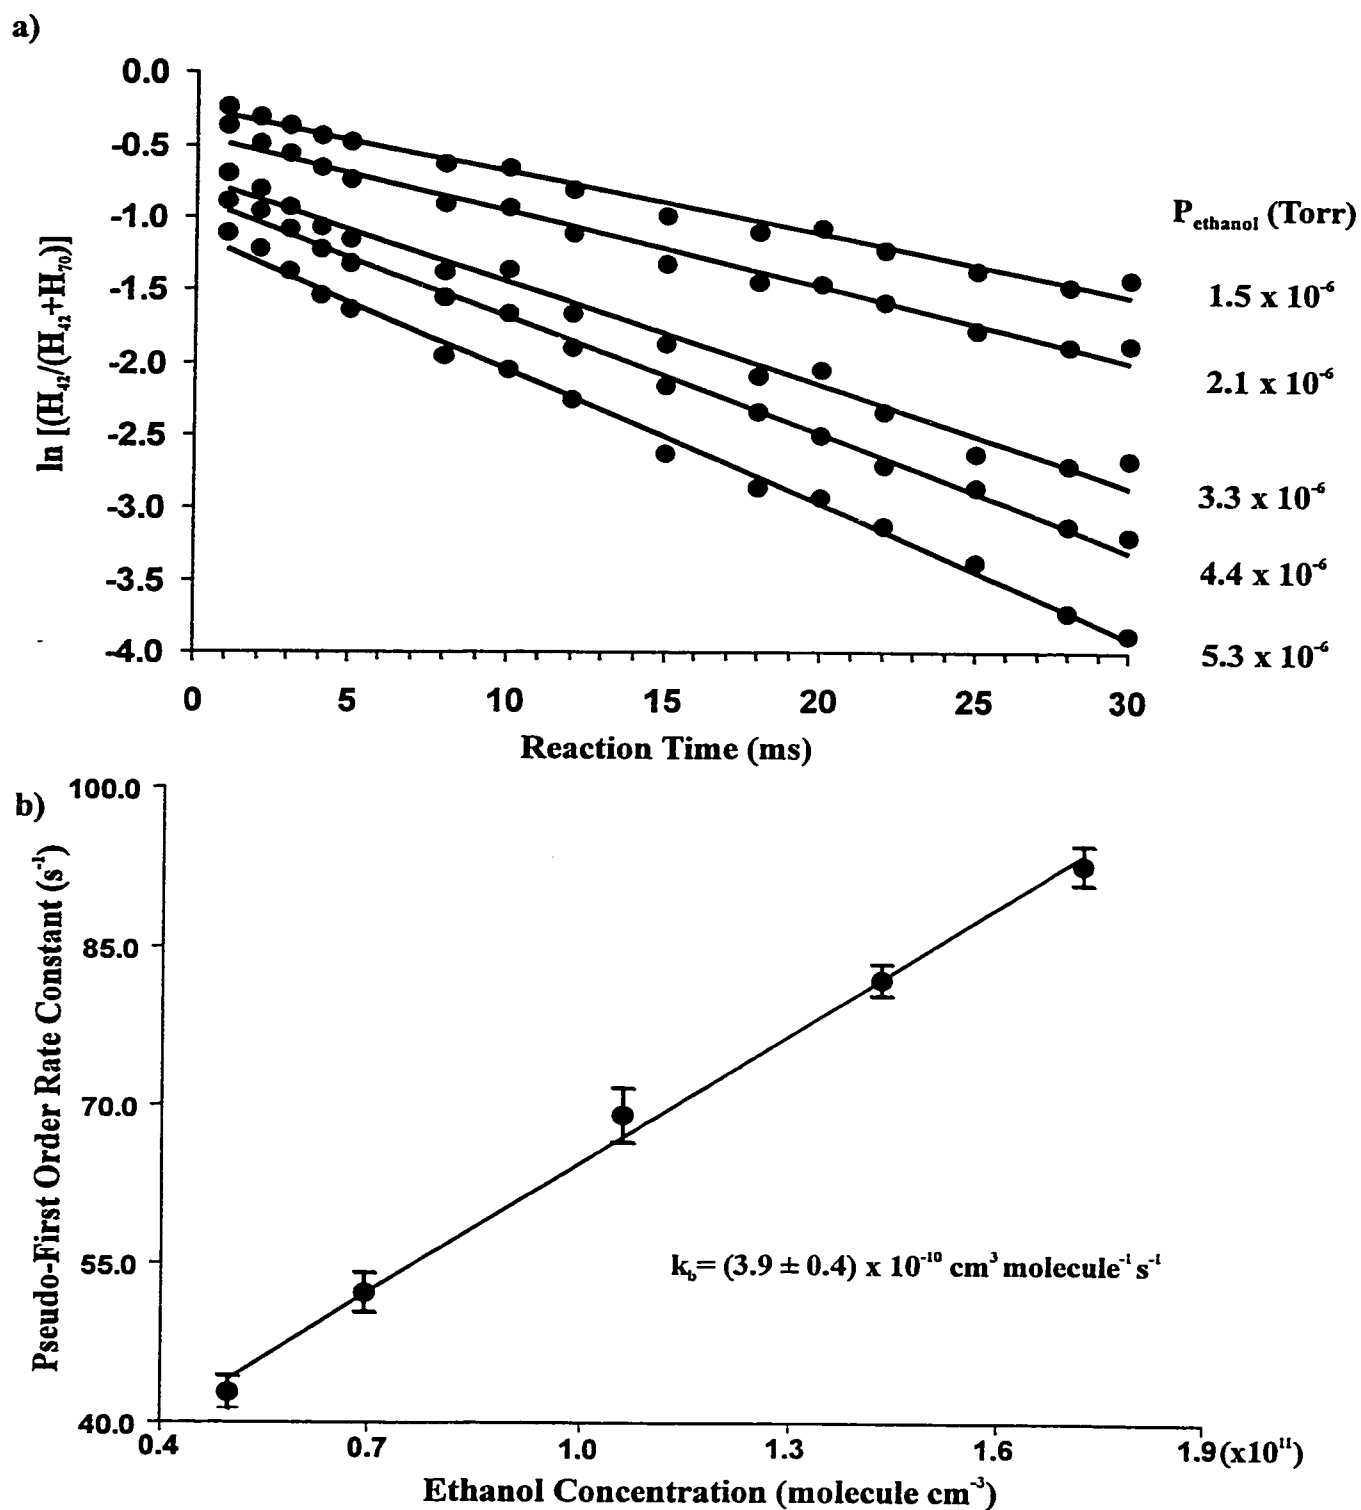 a)
0.0
-0.5
-1.0
-1.5
-2.0
-2.5
-3.0
-3.5
-4.0
ln [(H₄₂/(H₄₂+H₇₀)]
0 5 10 15 20 25 30
Reaction Time (ms)
Pethanol (Torr)
1.5 x 10⁻⁶
2.1 x 10⁻⁶
3.3 x 10⁻⁶
4.4 x 10⁻⁶
5.3 x 10⁻⁶
b)
100.0
85.0
70.0
55.0
40.0
Pseudo-First Order Rate Constant (s⁻¹)
k_b= (3.9 ± 0.4) x 10⁻¹⁰ cm³ molecule⁻¹ s⁻¹
0.4 0.7 1.0 1.3 1.6 1.9 (x10¹¹)
Ethanol Concentration (molecule cm⁻³)